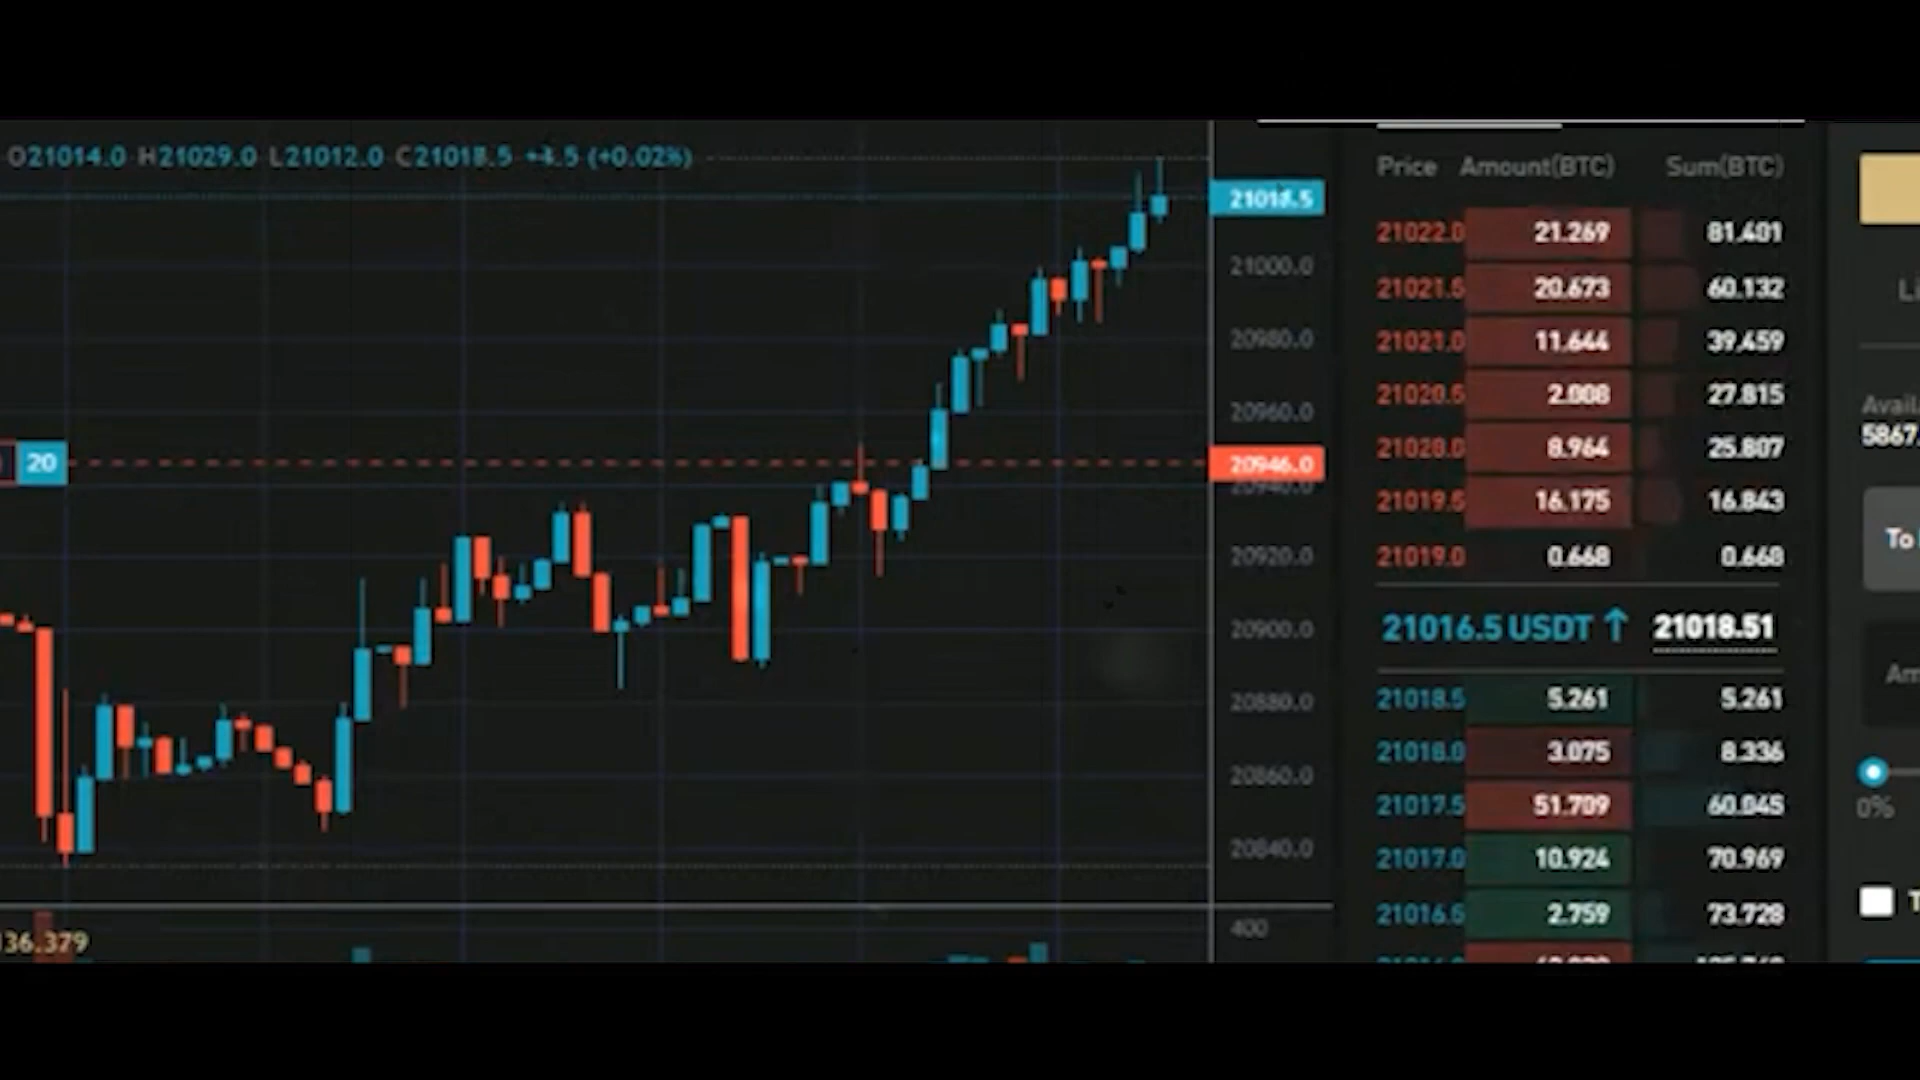 O21014.0 H21029.0 L21012.0 C21018.5 +4.5 (+0.02%)
21018.5
21000.0
20980.0
20960.0
20
20946.0
20940.0
20920.0
20900.0
20880.0
20860.0
20840.0
136.379
400
Price Amount(BTC) Sum(BTC)
21022.0 21.269 81.401
21021.5 20.673 60.132
21021.0 11.644 39.459
21020.5 2.008 27.815
21020.0 8.964 25.807
21019.5 16.175 16.843
21019.0 0.668 0.668
21016.5 USDT ↑ 21018.51
21018.5 5.261 5.261
21018.0 3.075 8.336
21017.5 51.709 60.045
21017.0 10.924 70.969
21016.5 2.759 73.728
Avail
5867.
To
0%